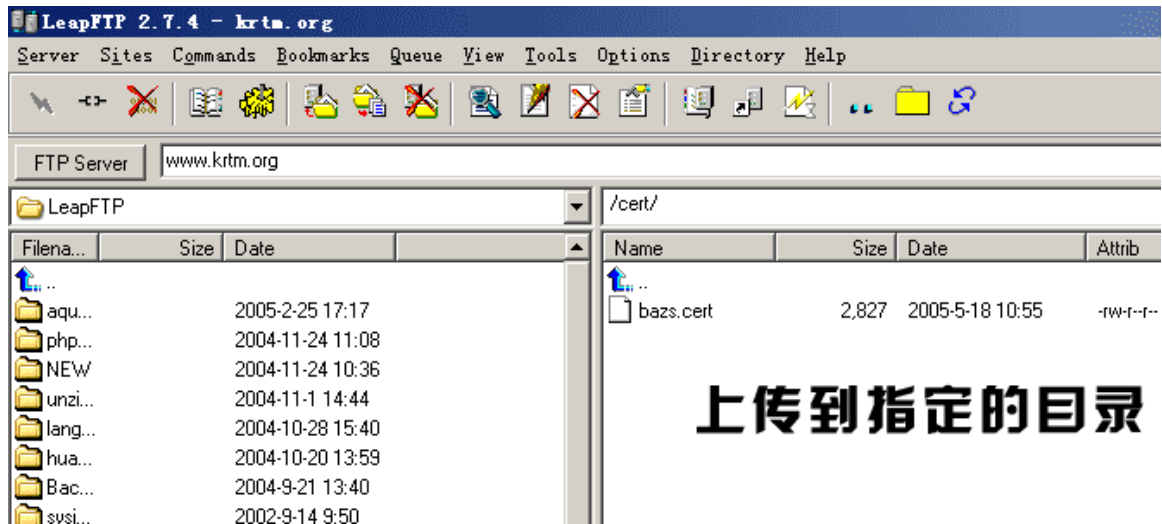 LeapFTP 2.7.4 - krtm.org
Server Sites Commands Bookmarks Queue View Tools Options Directory Help
FTP Server www.krtm.org
LeapFTP /cert/
Filena... Size Date Name Size Date Attrib
.. ..
aqu... 2005-2-25 17:17 bazs.cert 2,827 2005-5-18 10:55 -rw-r--r--
php... 2004-11-24 11:08
NEW 2004-11-24 10:36
unzi... 2004-11-1 14:44
上传到指定的目录
lang... 2004-10-28 15:40
hua... 2004-10-20 13:59
Bac... 2004-9-21 13:40
sysi... 2002-9-14 9:50